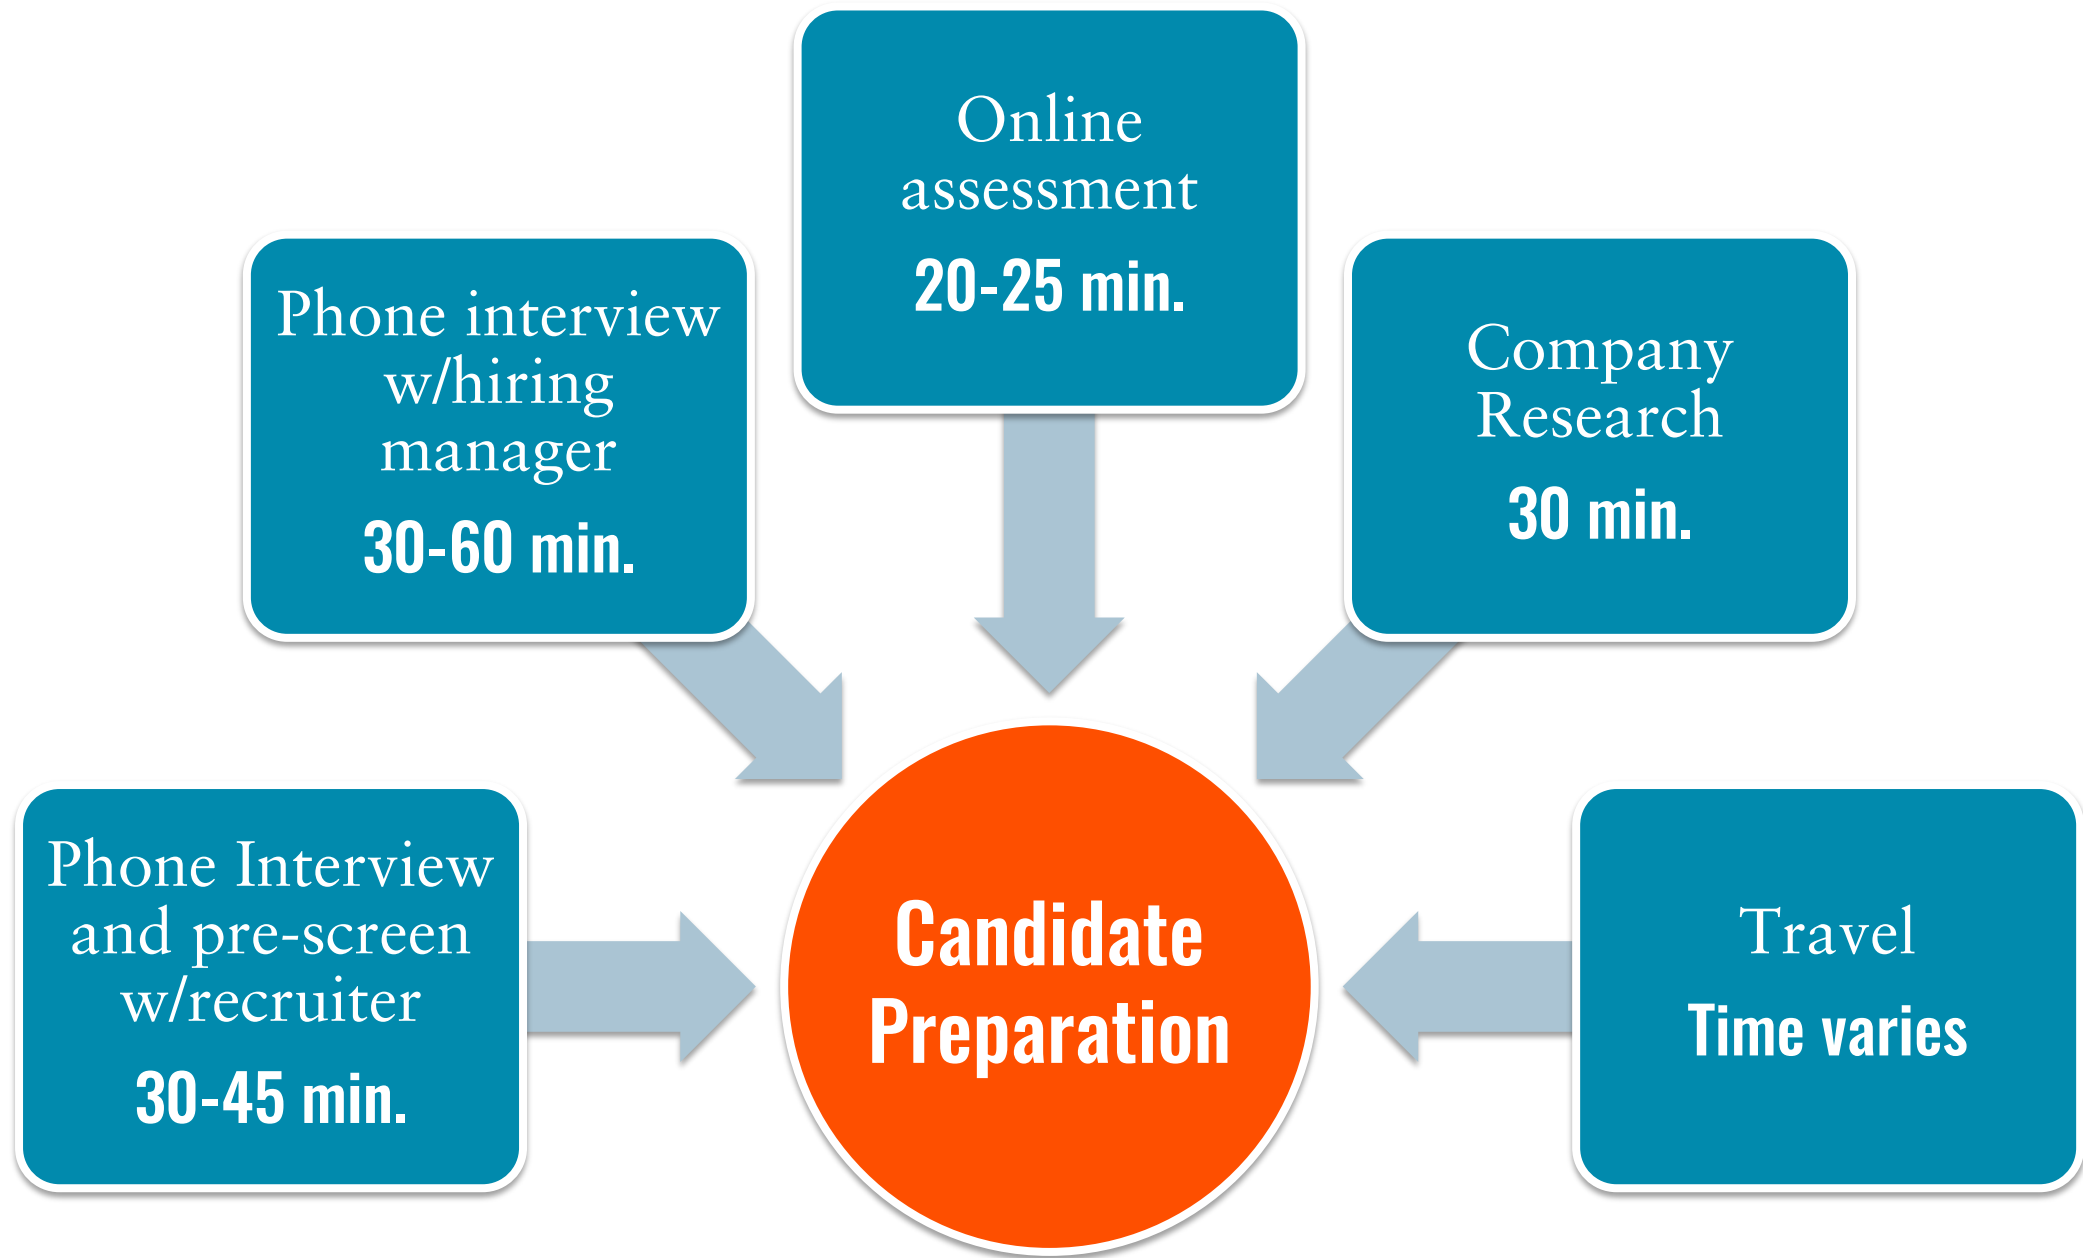 Phone Interview
and pre-screen
w/recruiter
30-45 min.
Phone interview
w/hiring
manager
30-60 min.
Online
assessment
20-25 min.
Company
Research
30 min.
Travel
Time varies
Candidate
Preparation